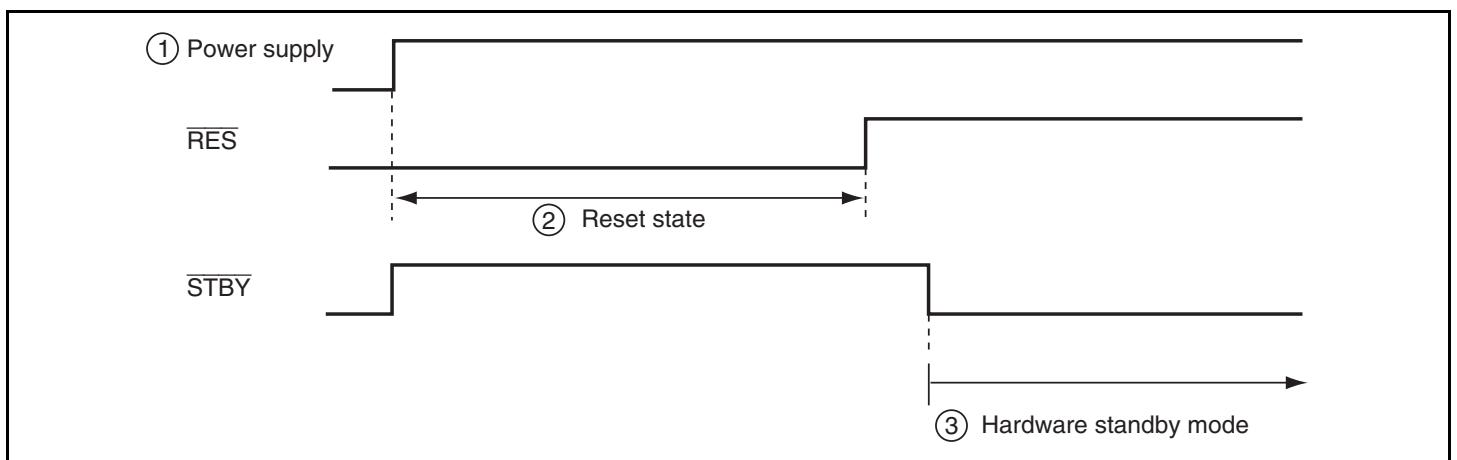 ① Power supply
RES
② Reset state
STBY
③ Hardware standby mode